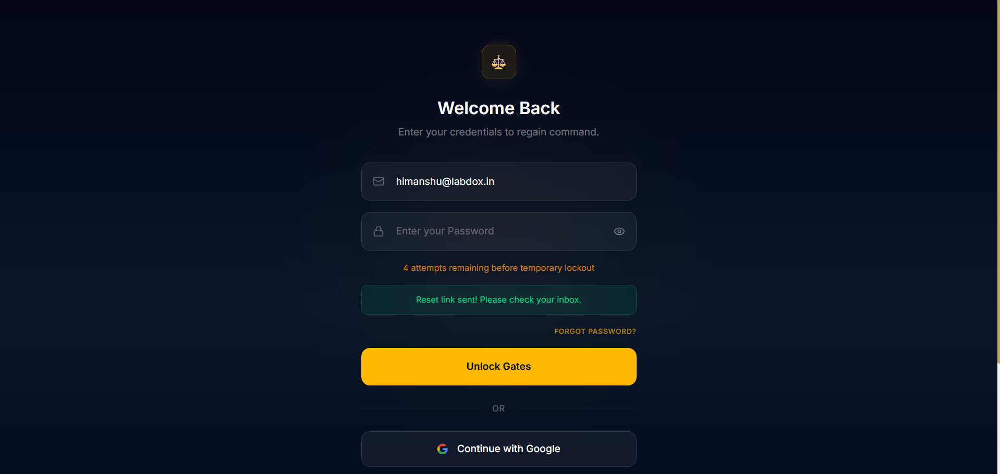 Welcome Back
Enter your credentials to regain command.
himanshu@labdox.in
Enter your Password
4 attempts remaining before temporary lockout
Reset link sent! Please check your inbox.
FORGOT PASSWORD?
Unlock Gates
OR
Continue with Google